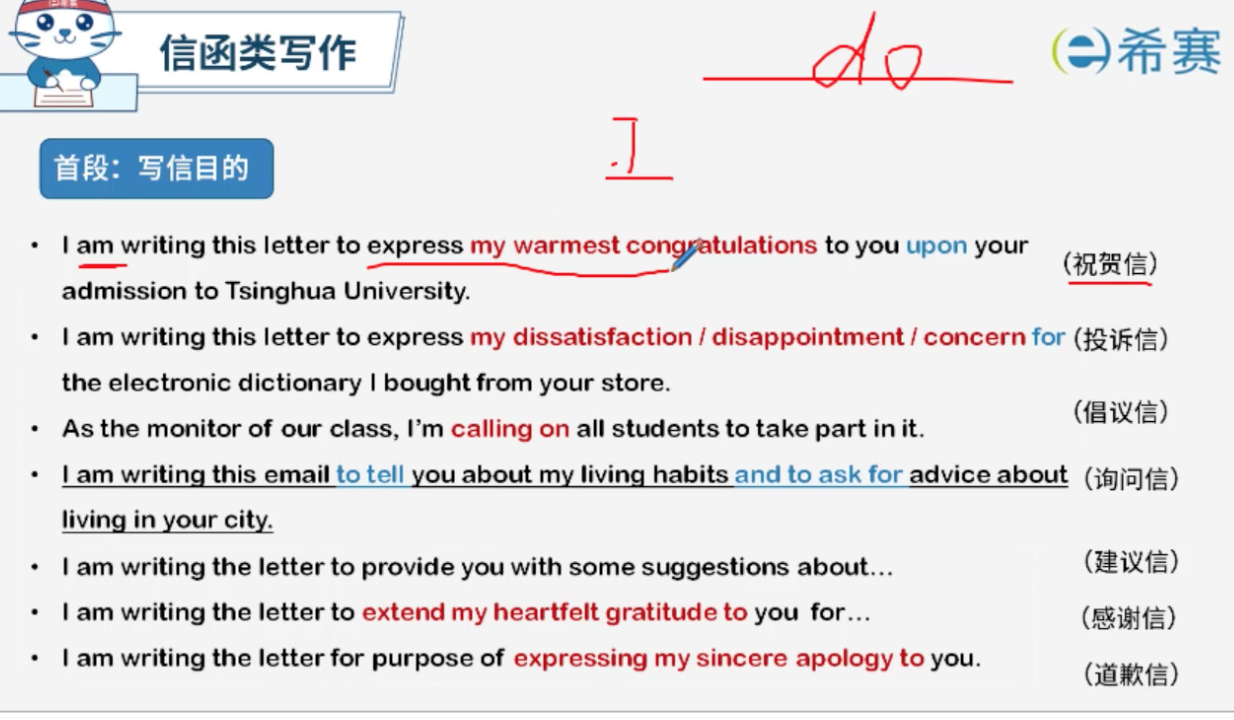 信函类写作
do
希赛
首段：写信目的
• I am writing this letter to express my warmest congratulations to you upon your
(祝贺信)
admission to Tsinghua University.
• I am writing this letter to express my dissatisfaction / disappointment / concern for (投诉信)
the electronic dictionary I bought from your store.
(倡议信)
• As the monitor of our class, I'm calling on all students to take part in it.
• I am writing this email to tell you about my living habits and to ask for advice about (询问信)
living in your city.
• I am writing the letter to provide you with some suggestions about... (建议信)
• I am writing the letter to extend my heartfelt gratitude to you for... (感谢信)
• I am writing the letter for purpose of expressing my sincere apology to you. (道歉信)